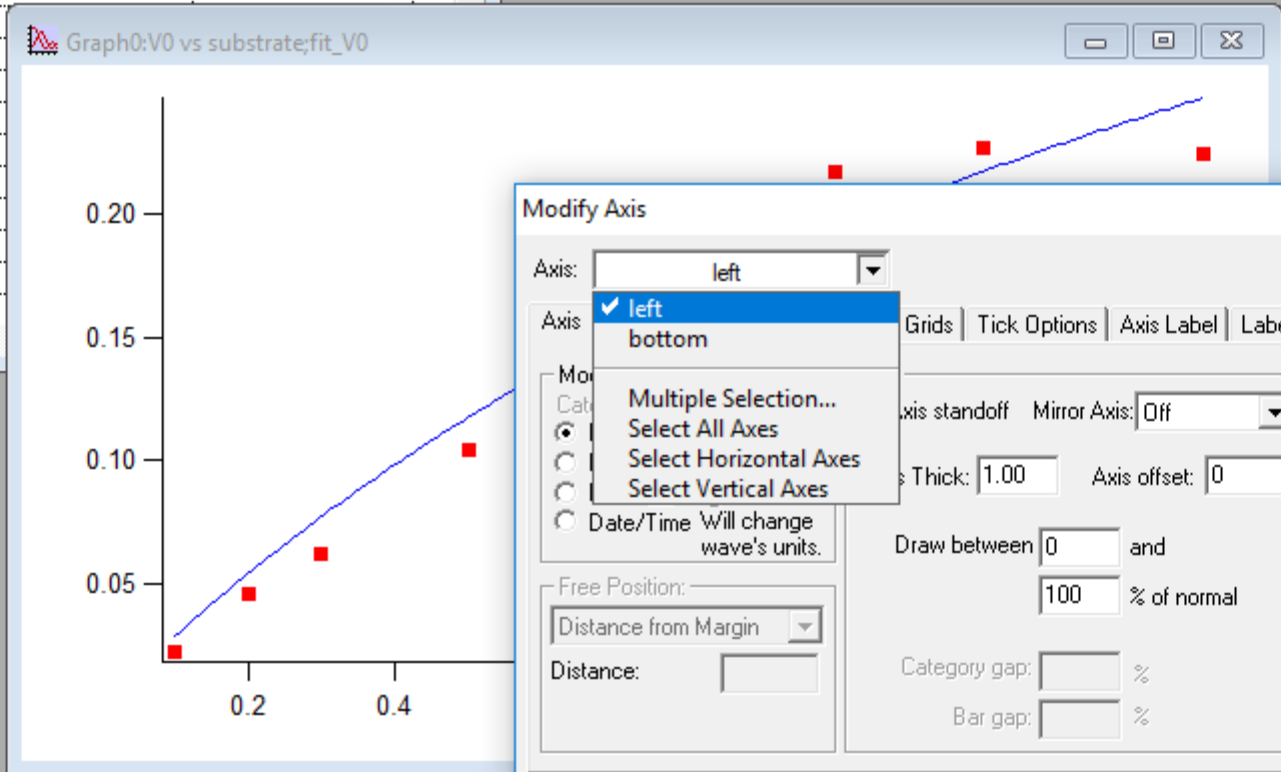 Graph0:V0 vs substrate;fit_V0
0.20
0.15
0.10
0.05
0.2
0.4
Modify Axis
Axis: left
left
bottom
Multiple Selection...
Select All Axes
Select Horizontal Axes
Select Vertical Axes
Axis Grids Tick Options Axis Label
Date/Time Will change
wave's units.
Free Position:
Distance from Margin
Distance:
standoff Mirror Axis: Off
Thick: 1.00 Axis offset: 0
Draw between 0 and
100 % of normal
Category gap: %
Bar gap: %